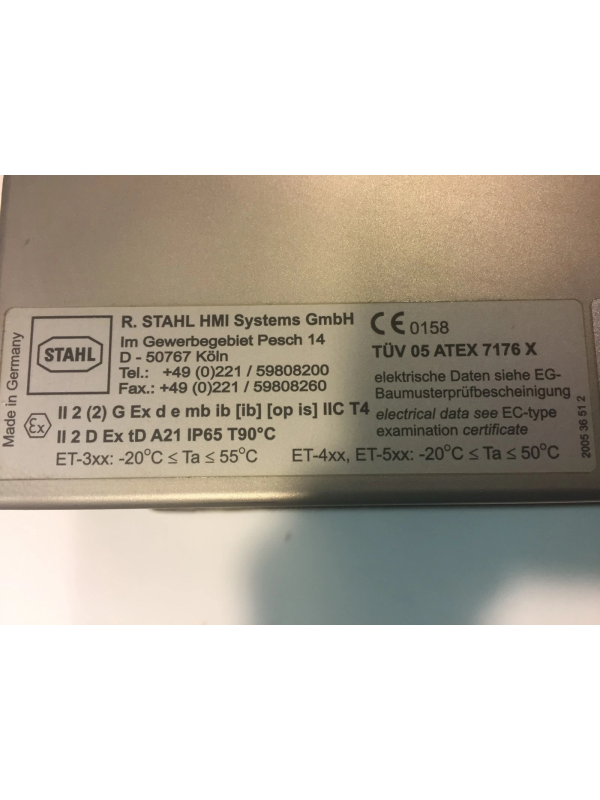 Made in Germany
STAHL
R. STAHL HMI Systems GmbH
Im Gewerbegebiet Pesch 14
D - 50767 Köln
Tel.: +49 (0)221 / 59808200
Fax.: +49 (0)221 / 59808260
CE 0158
TÜV 05 ATEX 7176 X
elektrische Daten siehe EG-
Baumusterprüfbescheinigung
electrical data see EC-type
examination certificate
Ex
II 2 (2) G Ex d e mb ib [ib] [op is] IIC T4
II 2 D Ex tD A21 IP65 T90°C
ET-3xx: -20°C ≤ Ta ≤ 55°C ET-4xx, ET-5xx: -20°C ≤ Ta ≤ 50°C
2005 36 51 2